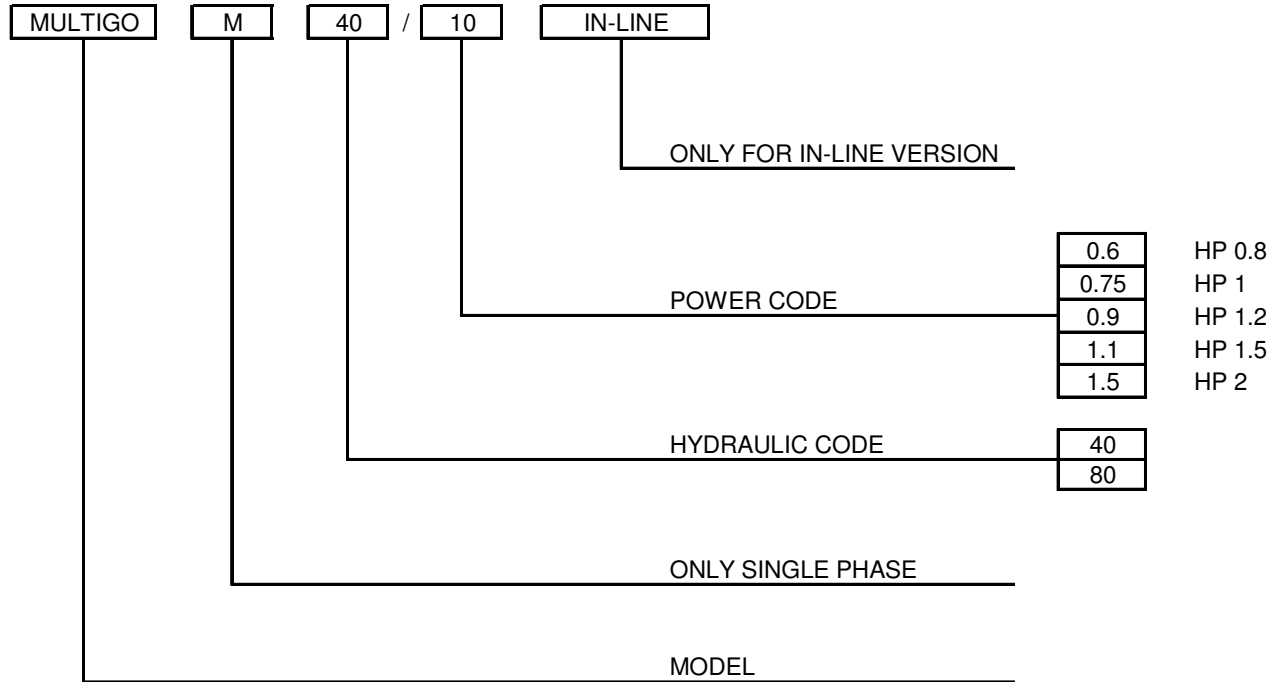 MULTIGO M 40 / 10 IN-LINE
ONLY FOR IN-LINE VERSION
0.6 HP 0.8
0.75 HP 1
POWER CODE
0.9 HP 1.2
1.1 HP 1.5
1.5 HP 2
HYDRAULIC CODE 40
80
ONLY SINGLE PHASE
MODEL